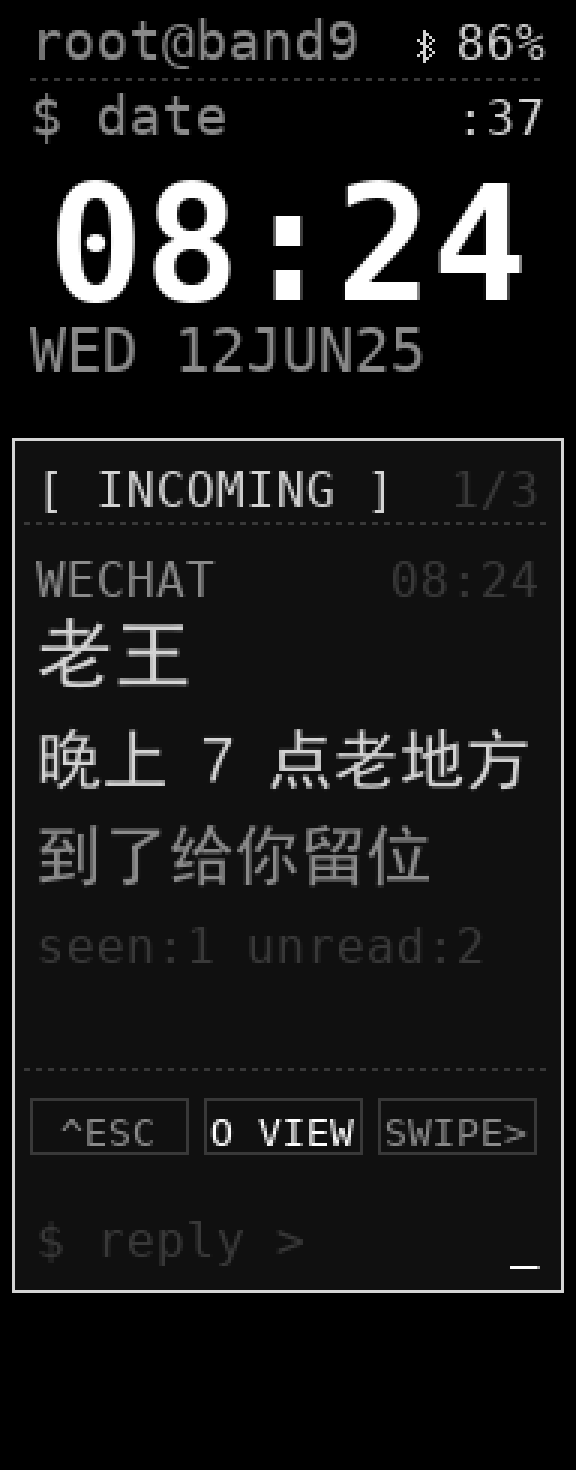 root@band9 86%
$ date :37
08:24
WED 12JUN25
[ INCOMING ] 1/3
WECHAT 08:24
老王
晚上 7 点老地方
到了给你留位
seen:1 unread:2
^ESC O VIEW SWIPE>
$ reply > _